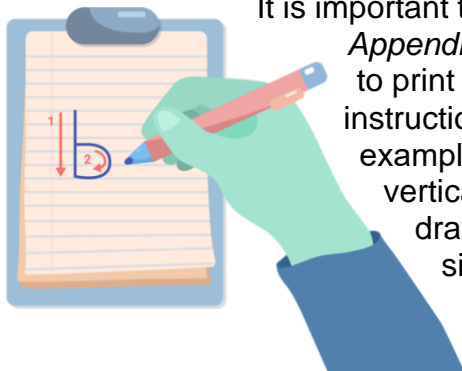 It is important t
Appendi
to print
instructio
exampl
vertica
dra
si
1
b
2